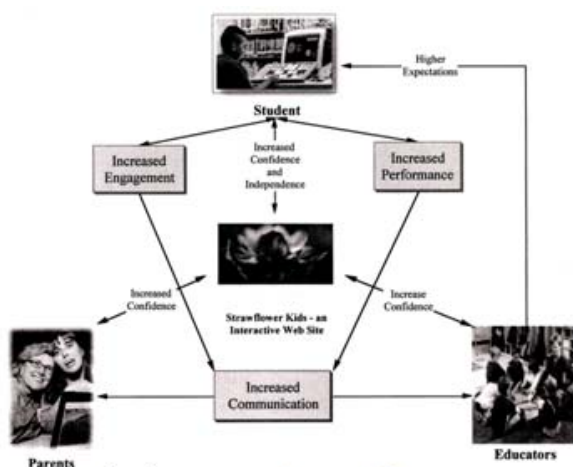 Higher
Expectations
Student
Increased
Engagement
Increased
Confidence
and
Independence
Increased
Performance
Increased
Confidence
Increase
Confidence
Strawflower Kids - an
Interactive Web Site
Increased
Communication
Parents
Educators